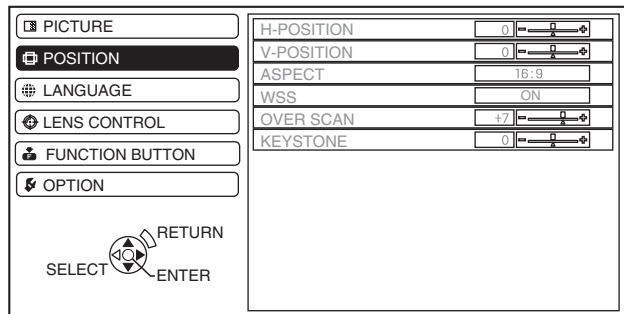 PICTURE
POSITION
LANGUAGE
LENS CONTROL
FUNCTION BUTTON
OPTION
RETURN
SELECT
ENTER
H-POSITION 0
V-POSITION 0
ASPECT 16:9
WSS ON
OVER SCAN +7
KEYSTONE 0